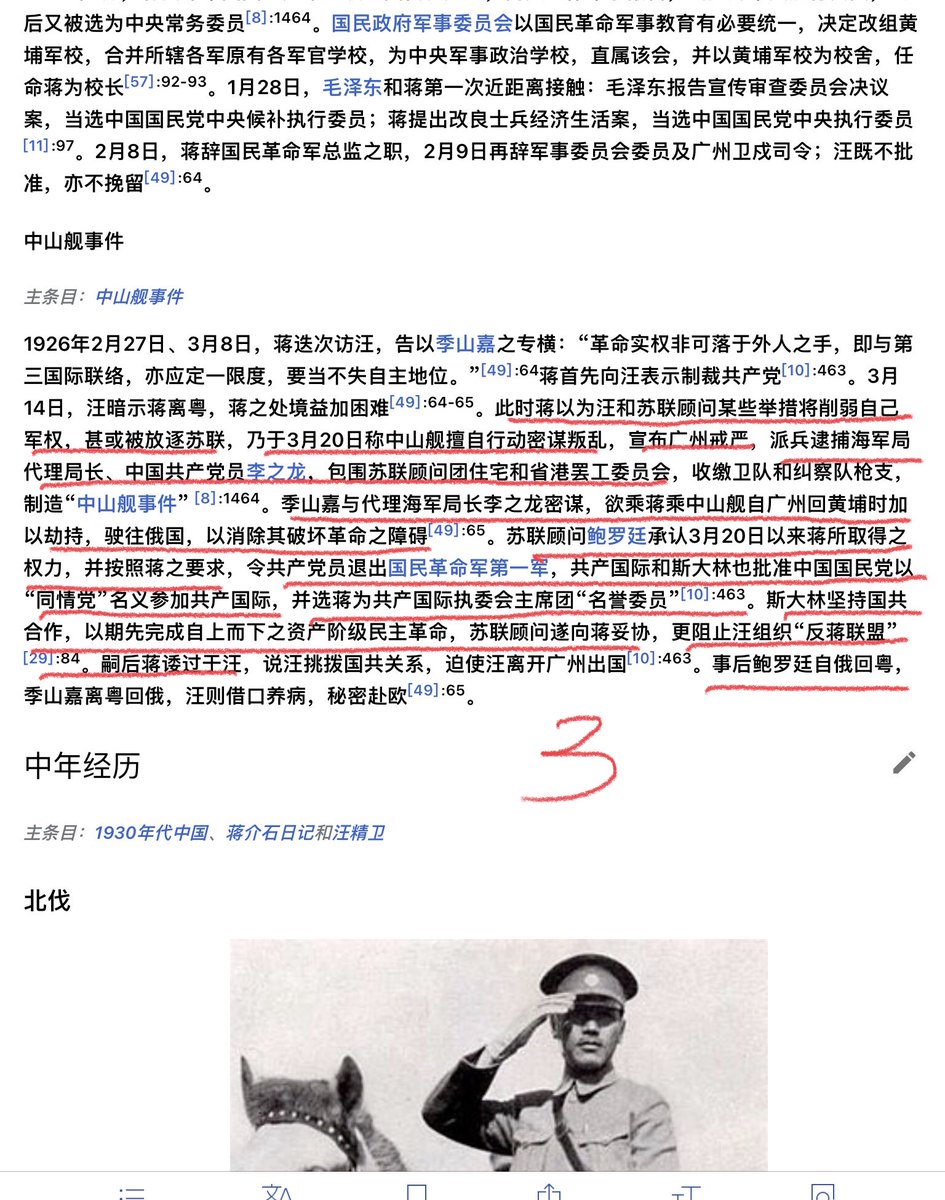 后又被选为中央常务委员[8]:1464。国民政府军事委员会以国民革命军事教育有必要统一，决定改组黄
埔军校，合并所辖各军原有各军官学校，为中央军事政治学校，直属该会，并以黄埔军校为校舍，任
命蒋为校长[57]:92-93。1月28日，毛泽东和蒋第一次近距离接触：毛泽东报告宣传审查委员会决议
案，当选中国国民党中央候补执行委员；蒋提出改良士兵经济生活案，当选中国国民党中央执行委员
[11]:97。2月8日，蒋辞国民革命军总监之职，2月9日再辞军事委员会委员及广州卫戍司令；汪既不批
准，亦不挽留[49]:64。
中山舰事件
主条目：中山舰事件
1926年2月27日、3月8日，蒋迭次访汪，告以季山嘉之专横：“革命实权非可落于外人之手，即与第
三国际联络，亦应定一限度，要当不失自主地位。”[49]:64蒋首先向汪表示制裁共产党[10]:463。3月
14日，汪暗示蒋离粤，蒋之处境益加困难[49]:64-65。此时蒋以为汪和苏联顾问某些举措将削弱自己
军权，甚或被放逐苏联，乃于3月20日称中山舰擅自行动密谋叛乱，宣布广州戒严，派兵逮捕海军局
代理局长、中国共产党员李之龙，包围苏联顾问团住宅和省港罢工委员会，收缴卫队和纠察队枪支，
制造“中山舰事件” [8]:1464。季山嘉与代理海军局长李之龙密谋，欲乘蒋乘中山舰自广州回黄埔时加
以劫持，驶往俄国，以消除其破坏革命之障碍[49]:65。苏联顾问鲍罗廷承认3月20日以来蒋所取得之
权力，并按照蒋之要求，令共产党员退出国民革命军第一军，共产国际和斯大林也批准中国国民党以
“同情党”名义参加共产国际，并选蒋为共产国际执委会主席团“名誉委员”[10]:463。斯大林坚持国共
合作，以期先完成自上而下之资产阶级民主革命，苏联顾问遂向蒋妥协，更阻止汪组织“反蒋联盟”
[29]:84。嗣后蒋诿过于汪，说汪挑拨国共关系，迫使汪离开广州出国[10]:463。事后鲍罗廷自俄回粤，
季山嘉离粤回俄，汪则借口养病，秘密赴欧[49]:65。
3
中年经历
主条目：1930年代中国、蒋介石日记和汪精卫
北伐